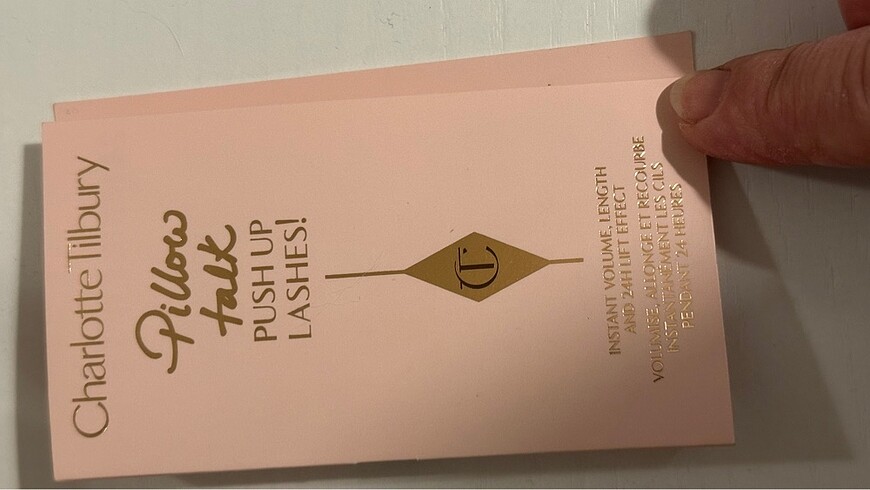 Charlotte Tilbury
Pillow
talk
PUSH UP
LASHES!
CT
INSTANT VOLUME, LENGTH
AND 24H LIFT EFFECT
VOLUMISE, ALLONGE ET RECOURBE
INSTANTANÉMENT LES CILS
PENDANT 24 HEURES